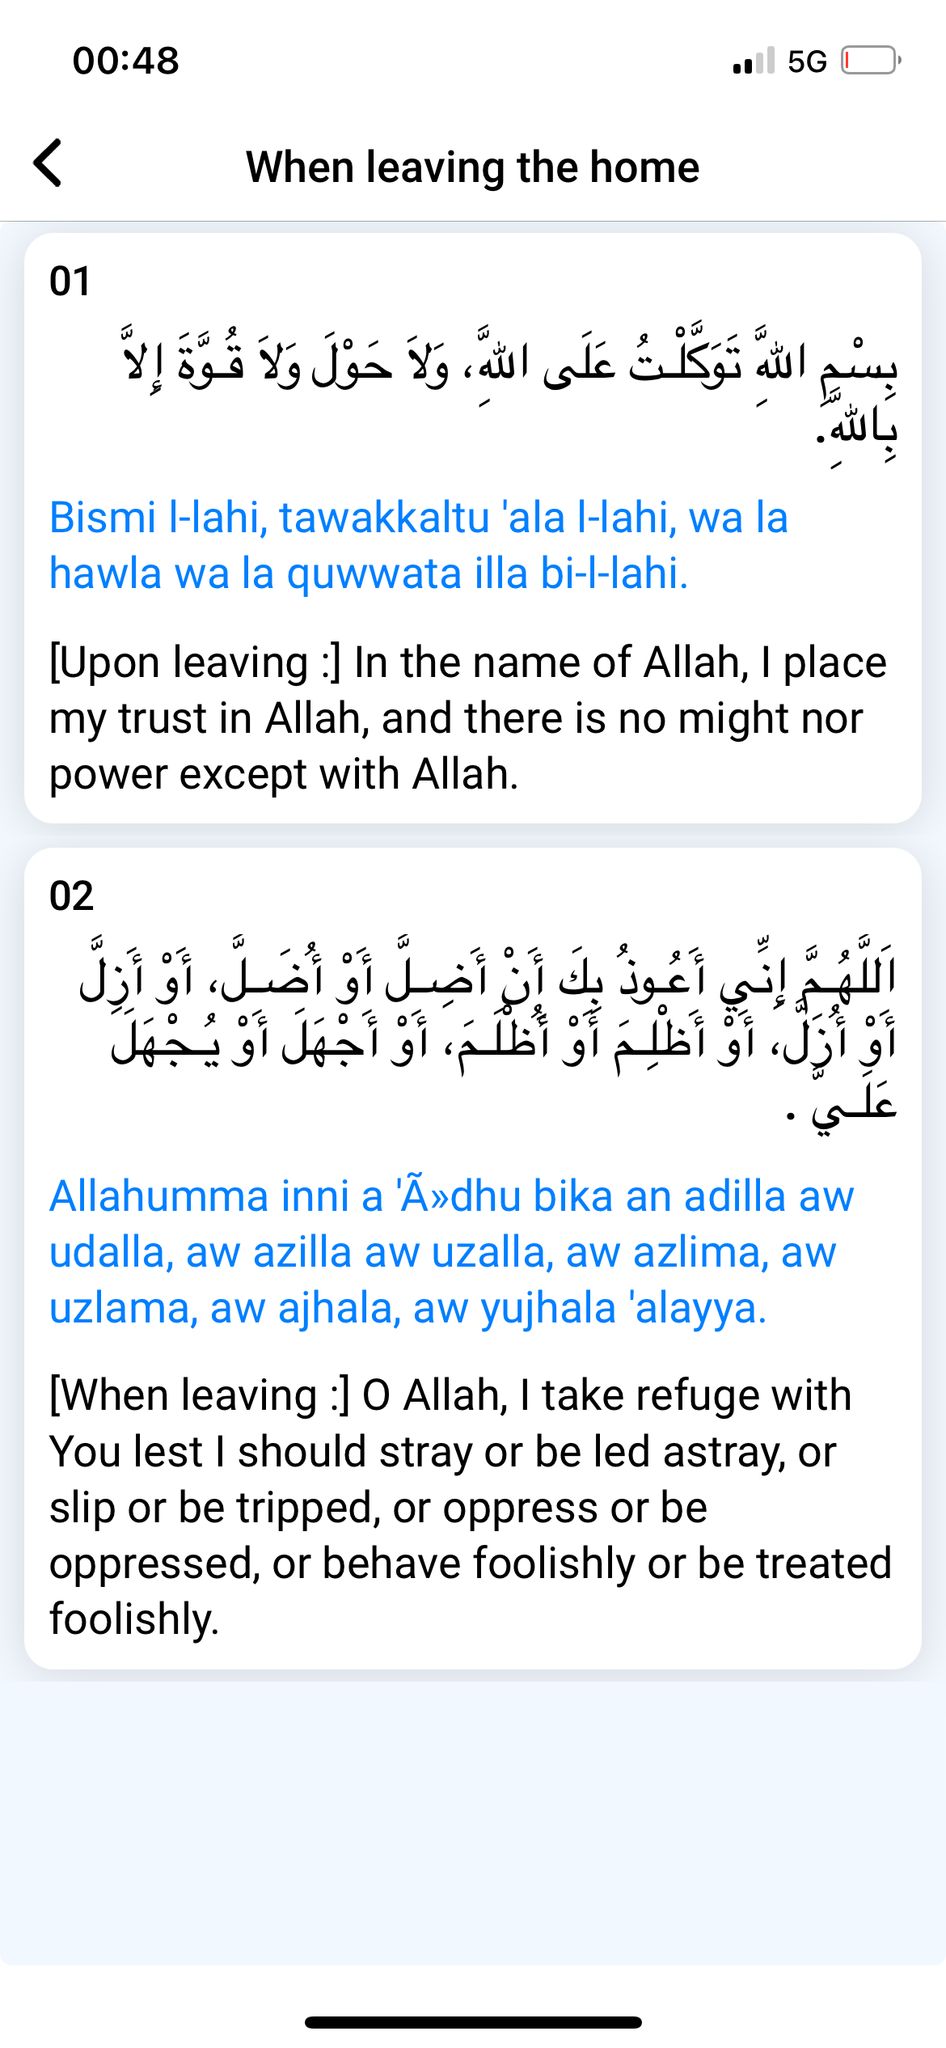 00:48
5G
When leaving the home
01
بِسْمِ اللهَِّ تَوَكَّلْـتُ عَلَى اللهَِّ، وَلاَ حَوْلَ وَلاَ قُـوَّةَ إِلاَّ
بِاللهَِّ.
Bismi l-lahi, tawakkaltu 'ala l-lahi, wa la
hawla wa la quwwata illa bi-l-lahi.
[Upon leaving :] In the name of Allah, I place
my trust in Allah, and there is no might nor
power except with Allah.
02
اَللَّهُـمَّ إِنِّي أَعُـوذُ بِكَ أَنْ أَضِـلَّ أَوْ أُضَـلَّ، أَوْ أَزِلَّ
أَوْ أُزَلَّ، أَوْ أَظْلِـمَ أَوْ أُظْلَـمَ، أَوْ أَجْهَلَ أَوْ يُـجْهَلَ
عَلَـيَّ .
Allahumma inni a 'Ã»dhu bika an adilla aw
udalla, aw azilla aw uzalla, aw azlima, aw
uzlama, aw ajhala, aw yujhala 'alayya.
[When leaving :] O Allah, I take refuge with
You lest I should stray or be led astray, or
slip or be tripped, or oppress or be
oppressed, or behave foolishly or be treated
foolishly.